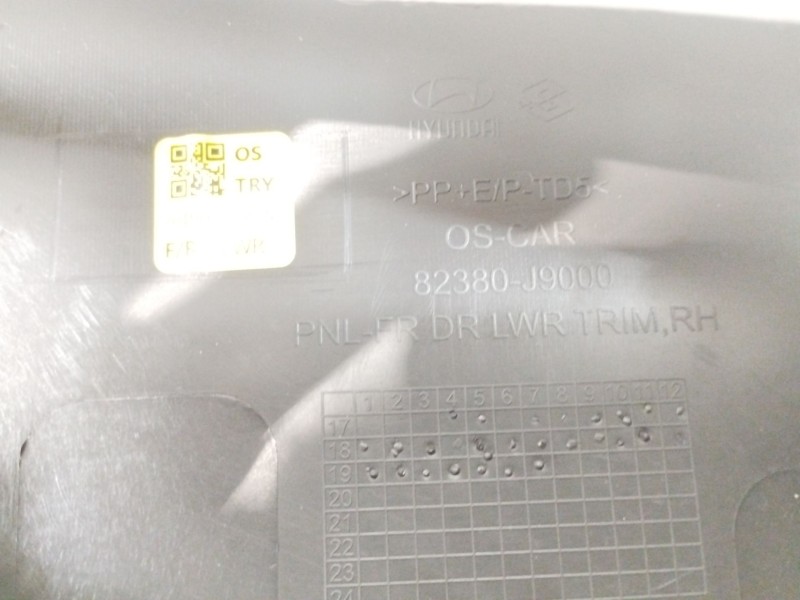 HYUNDAI
OS
TRY
>PP+E/P-TD5<
OS-CAR
82380-J9000
PNL-FR DR LWR TRIM,RH
1 2 3 4 5 6 7 8 9 10 11 12
17
18
19
20
21
22
23
24